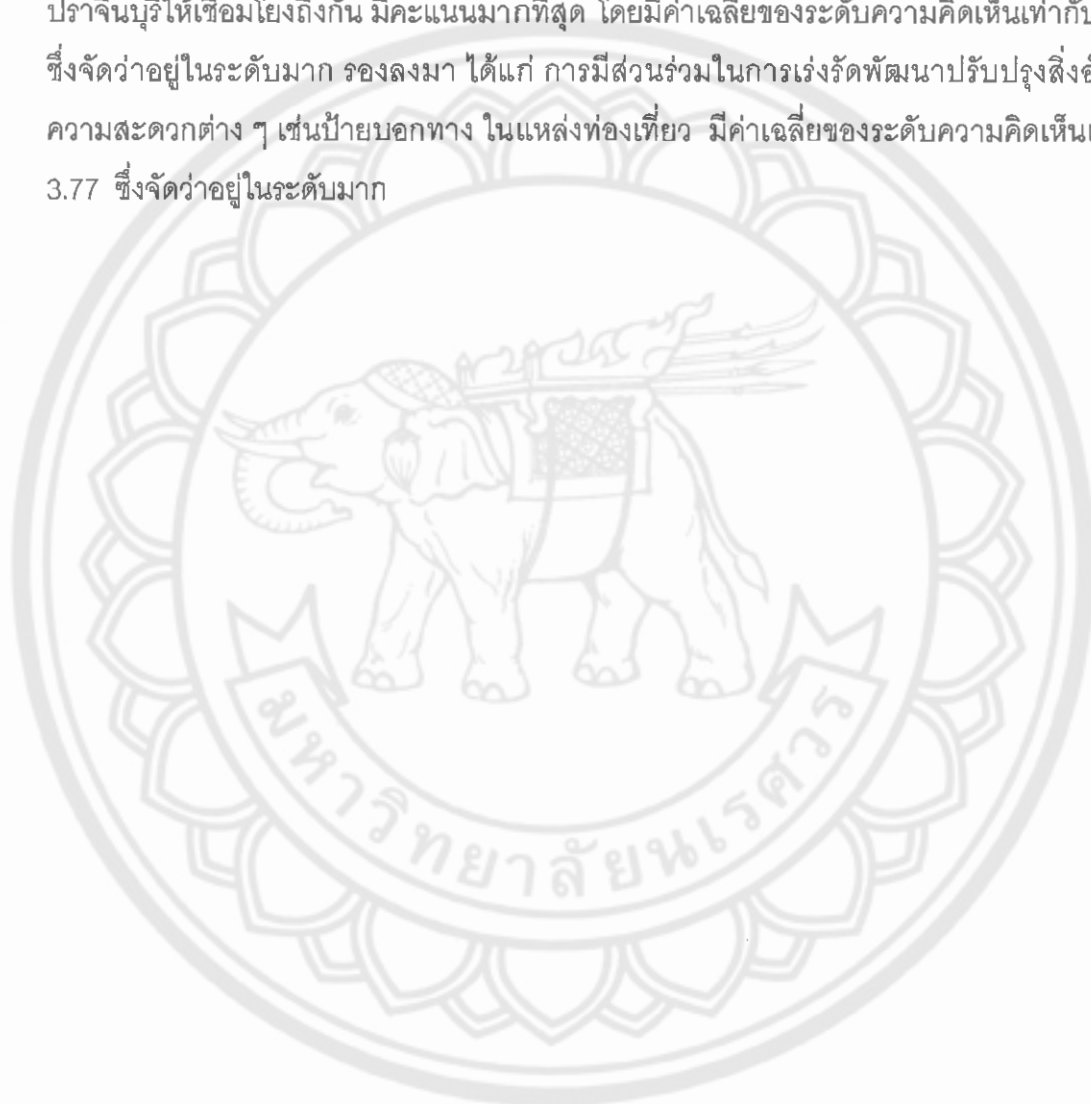 ปราจีนบุรีให้เชื่อมโยงถึงกัน มีคะแนนมากที่สุด โดยมีค่าเฉลี่ยของระดับความคิดเห็นเท่ากับ
ซึ่งจัดว่าอยู่ในระดับมาก รองลงมา ได้แก่ การมีส่วนร่วมในการเร่งรัดพัฒนาปรับปรุงสิ่ง
ความสะดวกต่าง ๆ เช่นป้ายบอกทาง ในแหล่งท่องเที่ยว มีค่าเฉลี่ยของระดับความคิดเห็น
3.77 ซึ่งจัดว่าอยู่ในระดับมาก
มหาวิทยาลัยนเรศวร